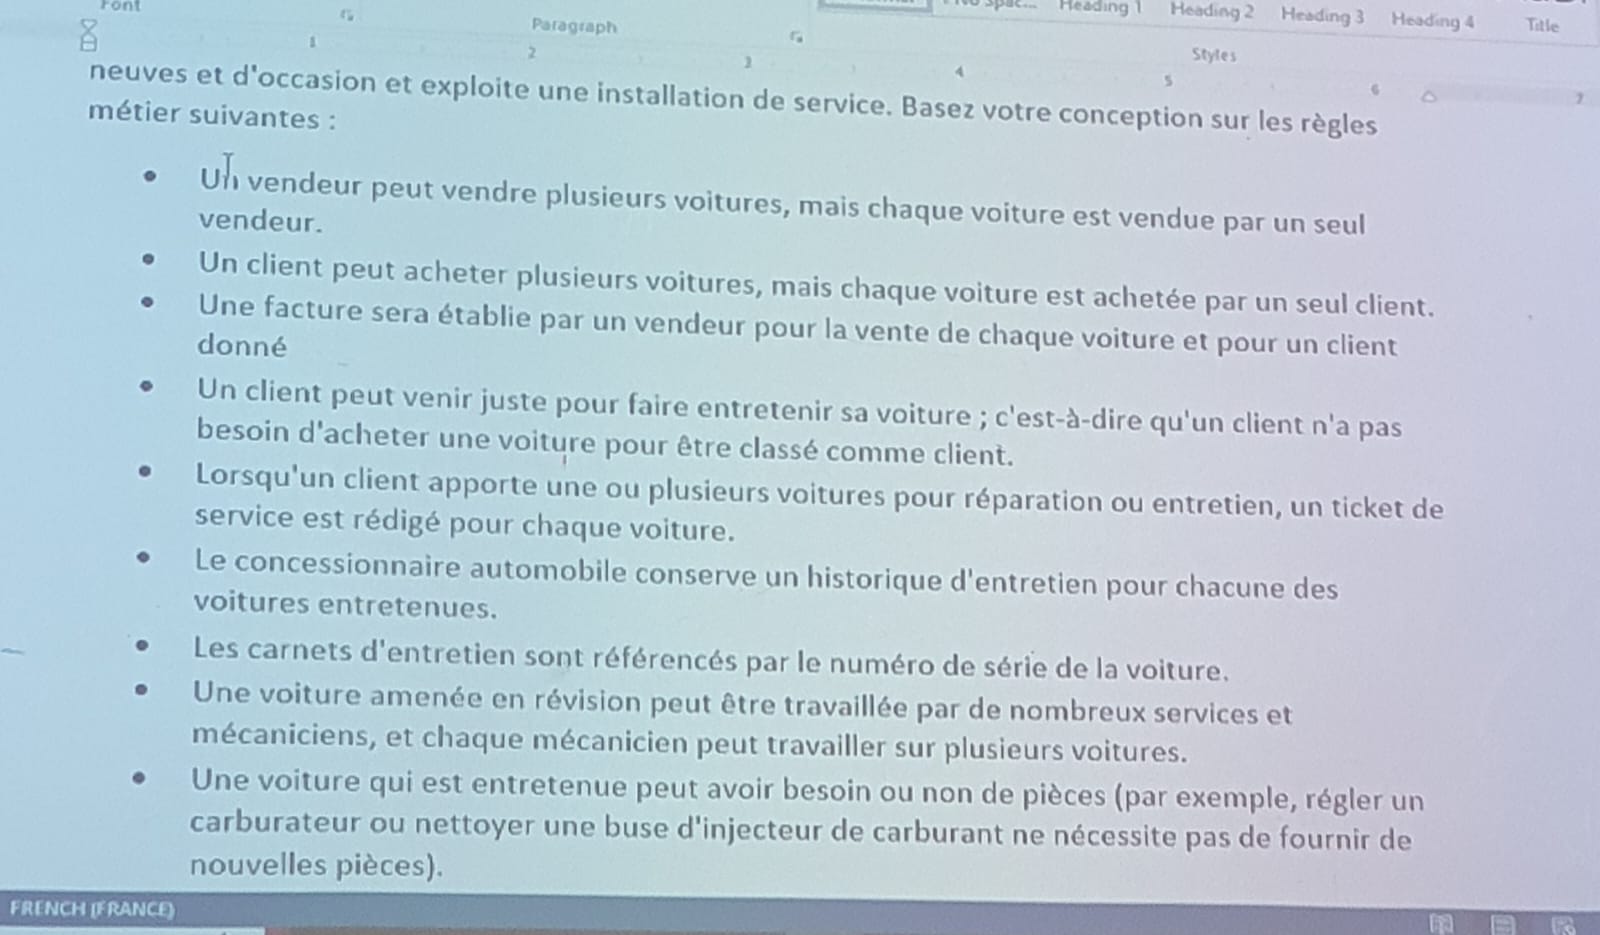 Font
Paragraph
Heading 1 Heading 2 Heading 3 Heading 4 Title
Styles
1 2 3 4 5 6 7
neuves et d'occasion et exploite une installation de service. Basez votre conception sur les règles
métier suivantes :
• Un vendeur peut vendre plusieurs voitures, mais chaque voiture est vendue par un seul
vendeur.
• Un client peut acheter plusieurs voitures, mais chaque voiture est achetée par un seul client.
• Une facture sera établie par un vendeur pour la vente de chaque voiture et pour un client
donné
• Un client peut venir juste pour faire entretenir sa voiture ; c'est-à-dire qu'un client n'a pas
besoin d'acheter une voiture pour être classé comme client.
• Lorsqu'un client apporte une ou plusieurs voitures pour réparation ou entretien, un ticket de
service est rédigé pour chaque voiture.
• Le concessionnaire automobile conserve un historique d'entretien pour chacune des
voitures entretenues.
• Les carnets d'entretien sont référencés par le numéro de série de la voiture.
• Une voiture amenée en révision peut être travaillée par de nombreux services et
mécaniciens, et chaque mécanicien peut travailler sur plusieurs voitures.
• Une voiture qui est entretenue peut avoir besoin ou non de pièces (par exemple, régler un
carburateur ou nettoyer une buse d'injecteur de carburant ne nécessite pas de fournir de
nouvelles pièces).
FRENCH (FRANCE)